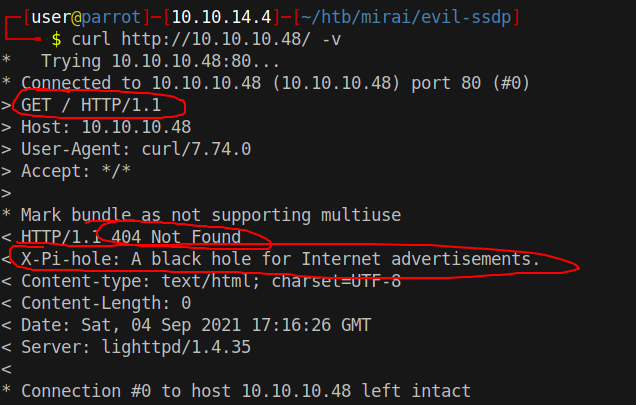 ┌─[user@parrot]─[10.10.14.4]─[~/htb/mirai/evil-ssdp]
└──╼ $ curl http://10.10.10.48/ -v
*   Trying 10.10.10.48:80...
* Connected to 10.10.10.48 (10.10.10.48) port 80 (#0)
> GET / HTTP/1.1
> Host: 10.10.10.48
> User-Agent: curl/7.74.0
> Accept: */*
>
* Mark bundle as not supporting multiuse
< HTTP/1.1 404 Not Found
< X-Pi-hole: A black hole for Internet advertisements.
< Content-type: text/html; charset=UTF-8
< Content-Length: 0
< Date: Sat, 04 Sep 2021 17:16:26 GMT
< Server: lighttpd/1.4.35
<
* Connection #0 to host 10.10.10.48 left intact